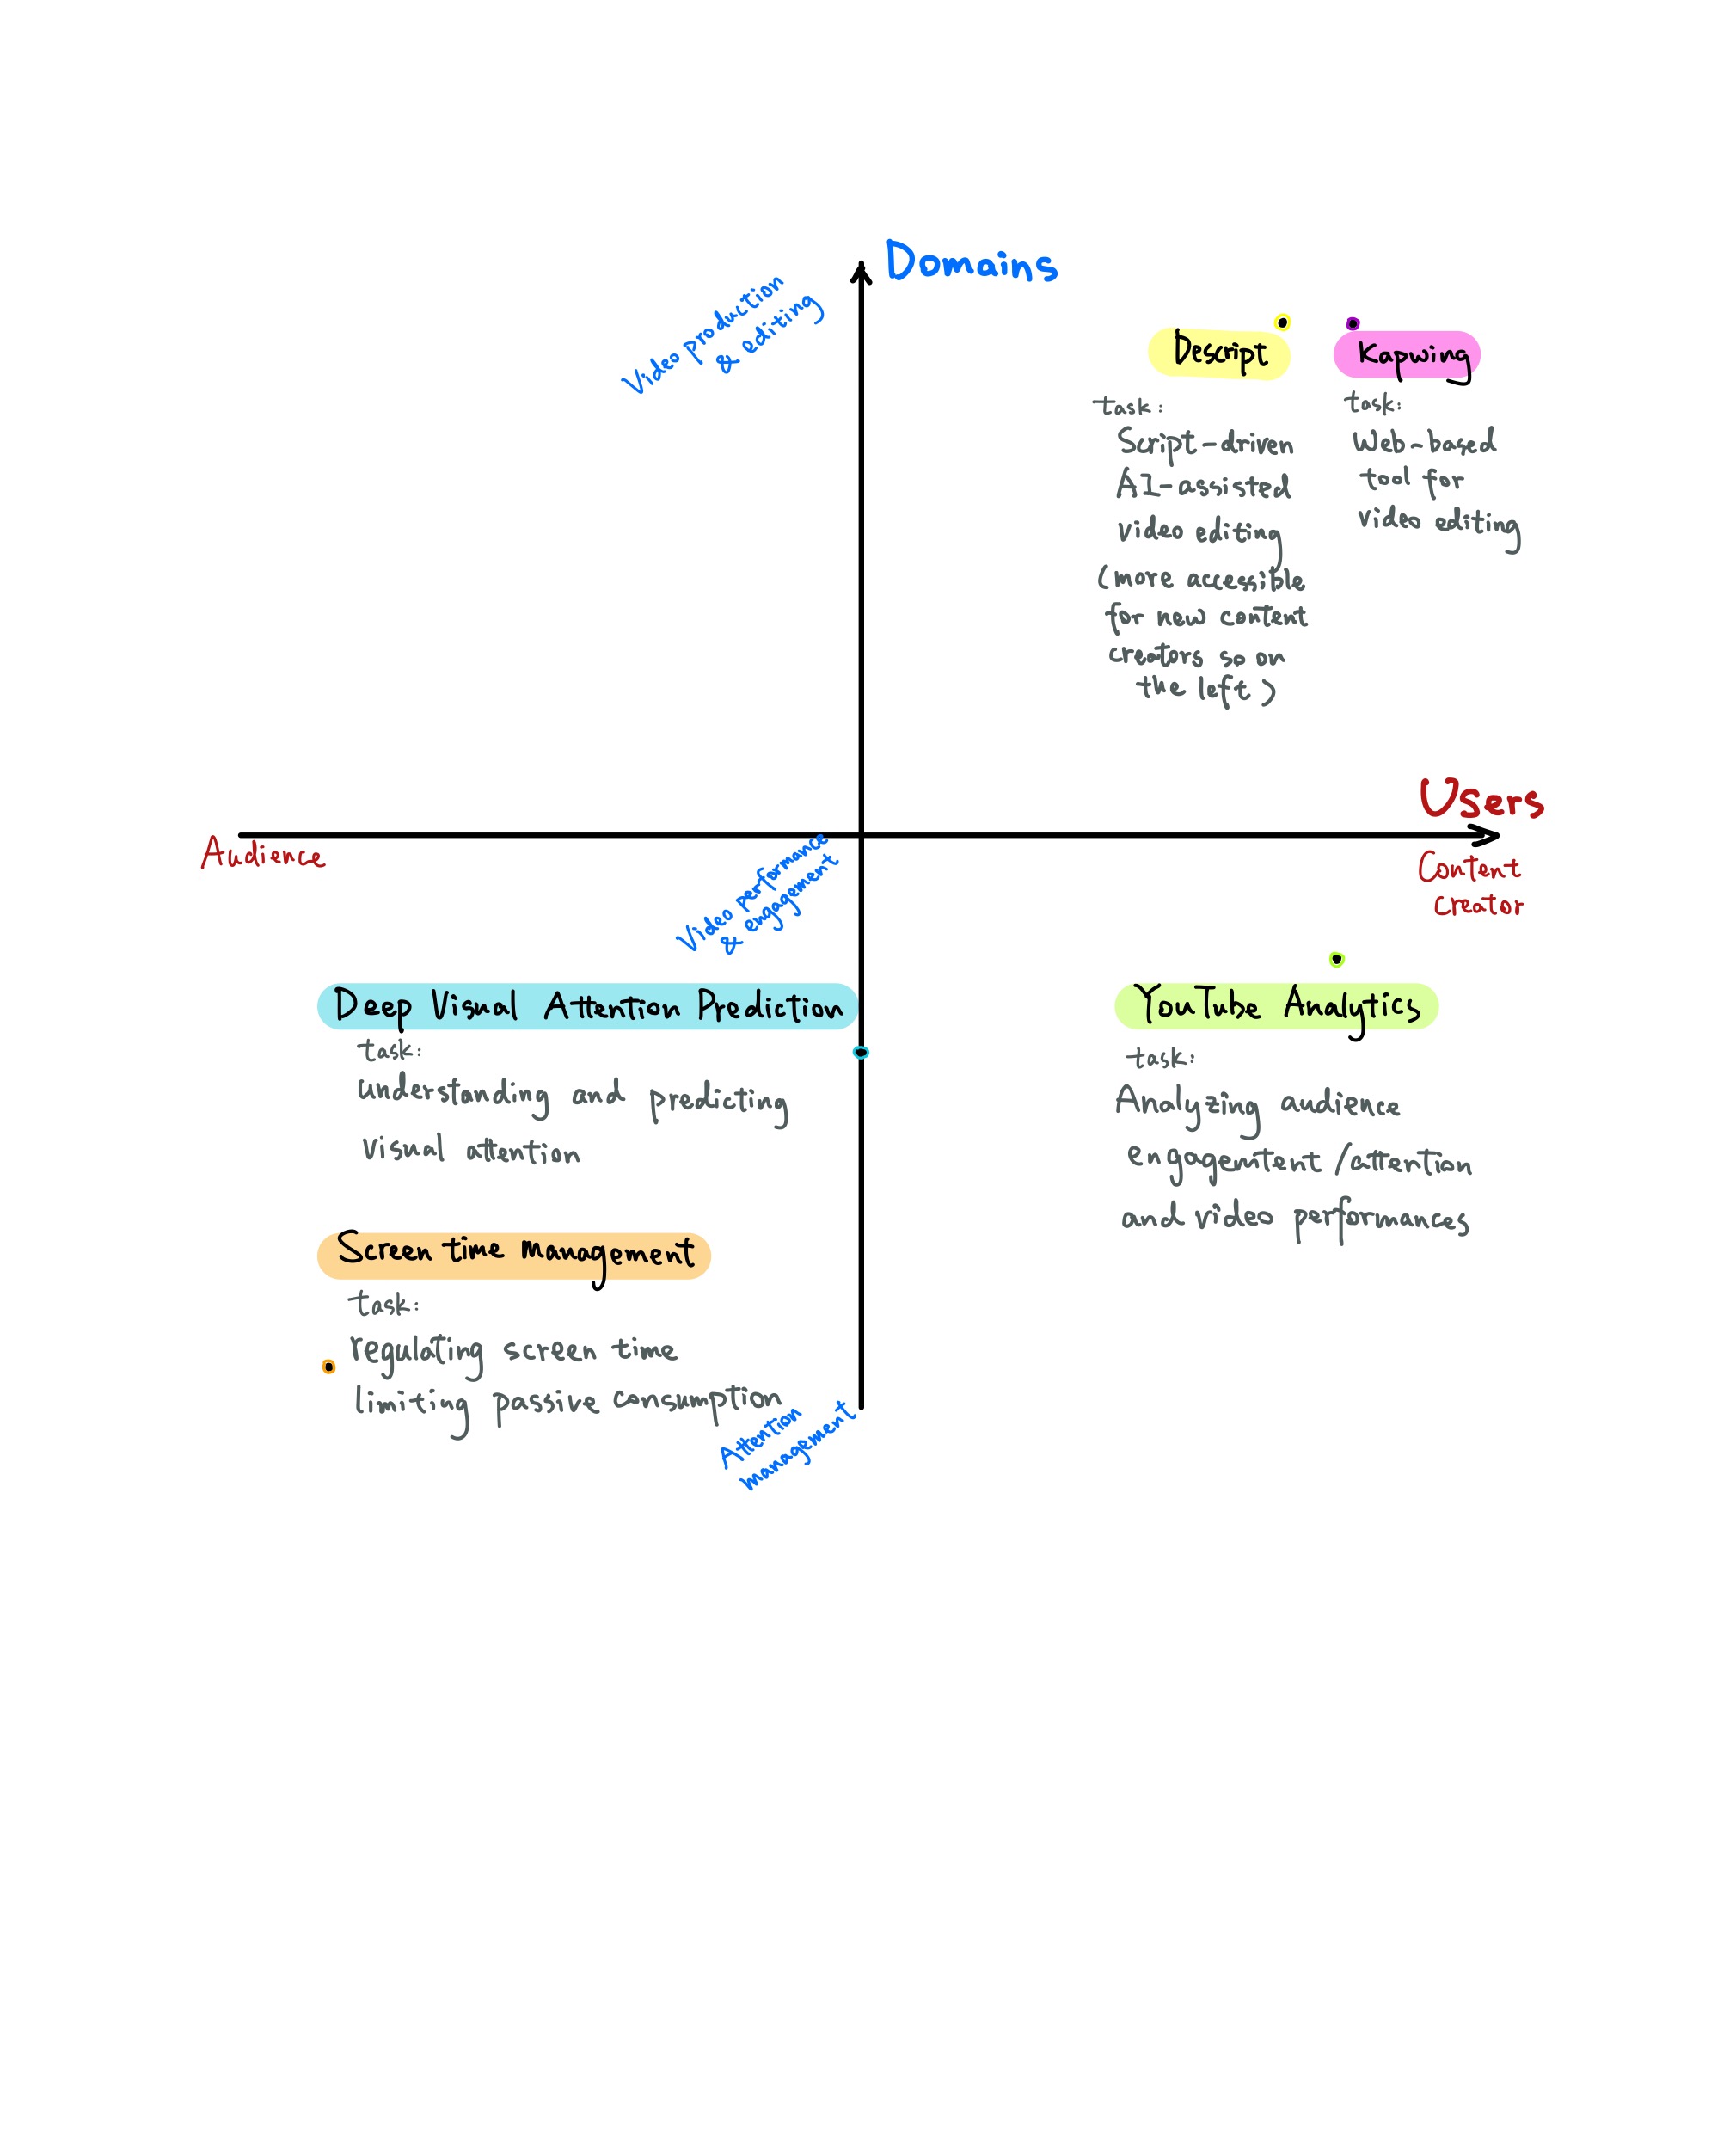 Domains
Video production
& editing
Descript
task:
Script-driven
AI-assisted
video editing
(more accessible
for new content
creators so on
the left)
Kapwing
task:
Web-based
tool for
video editing
Users
Audience
Content
creator
Video performance
& engagement
Deep Visual Attention Prediction
task:
understanding and predicting
visual attention
YouTube Analytics
task:
Analyzing audience
engagemtent /attention
and video performances
Screen time Management
task:
regulating screen time
limiting passive consumption
Attention
management